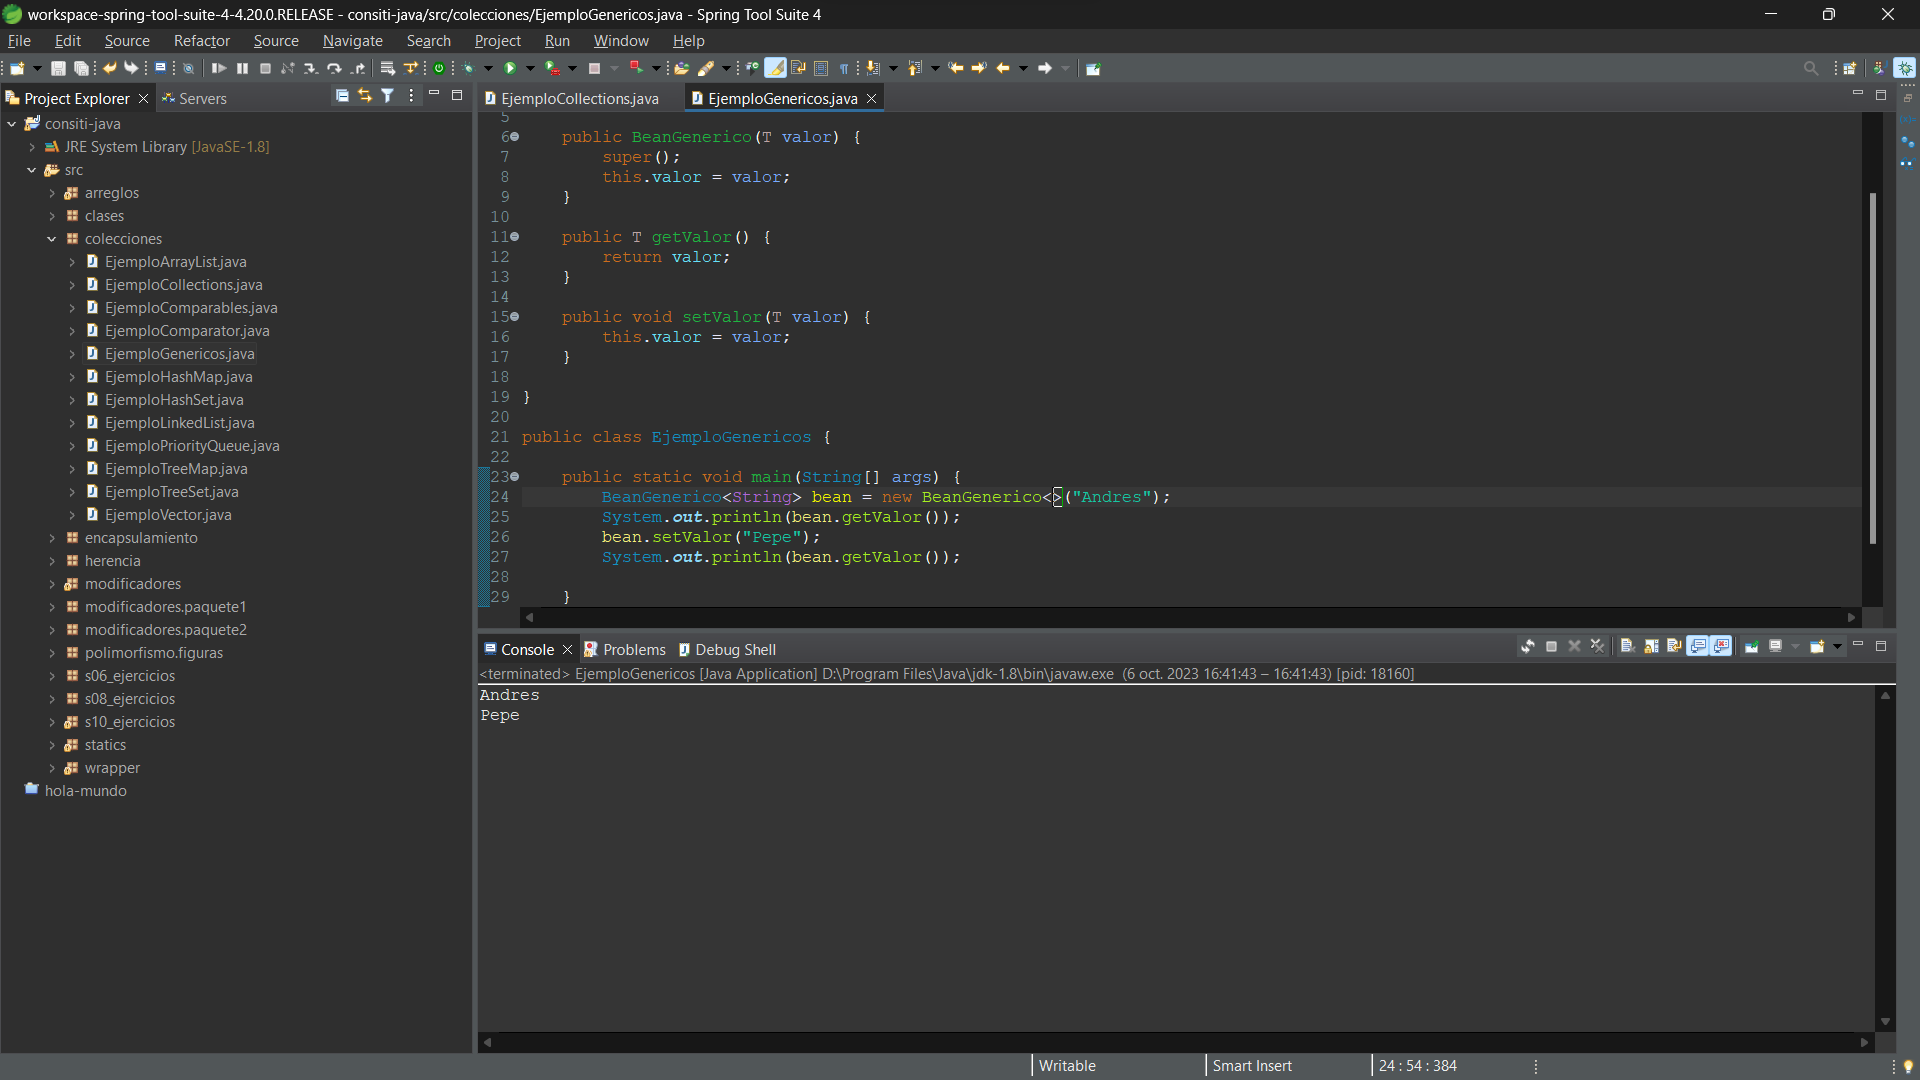 workspace-spring-tool-suite-4-4.20.0.RELEASE - consiti-java/src/colecciones/EjemploGenericos.java - Spring Tool Suite 4
File Edit Source Refactor Source Navigate Search Project Run Window Help
Project Explorer
Servers
consiti-java
JRE System Library [JavaSE-1.8]
src
arreglos
clases
colecciones
EjemploArrayList.java
EjemploCollections.java
EjemploComparables.java
EjemploComparator.java
EjemploGenericos.java
EjemploHashMap.java
EjemploHashSet.java
EjemploLinkedList.java
EjemploPriorityQueue.java
EjemploTreeMap.java
EjemploTreeSet.java
EjemploVector.java
encapsulamiento
herencia
modificadores
modificadores.paquete1
modificadores.paquete2
polimorfismo.figuras
s06_ejercicios
s08_ejercicios
s10_ejercicios
statics
wrapper
hola-mundo
EjemploCollections.java
EjemploGenericos.java
5
6 public BeanGenerico(T valor) {
7 super();
8 this.valor = valor;
9 }
10
11 public T getValor() {
12 return valor;
13 }
14
15 public void setValor(T valor) {
16 this.valor = valor;
17 }
18
19 }
20
21 public class EjemploGenericos {
22
23 public static void main(String[] args) {
24 BeanGenerico<String> bean = new BeanGenerico<>("Andres");
25 System.out.println(bean.getValor());
26 bean.setValor("Pepe");
27 System.out.println(bean.getValor());
28
29 }
Console
Problems
Debug Shell
<terminated> EjemploGenericos [Java Application] D:\Program Files\Java\jdk-1.8\bin\javaw.exe (6 oct. 2023 16:41:43 – 16:41:43) [pid: 18160]
Andres
Pepe
Writable
Smart Insert
24 : 54 : 384